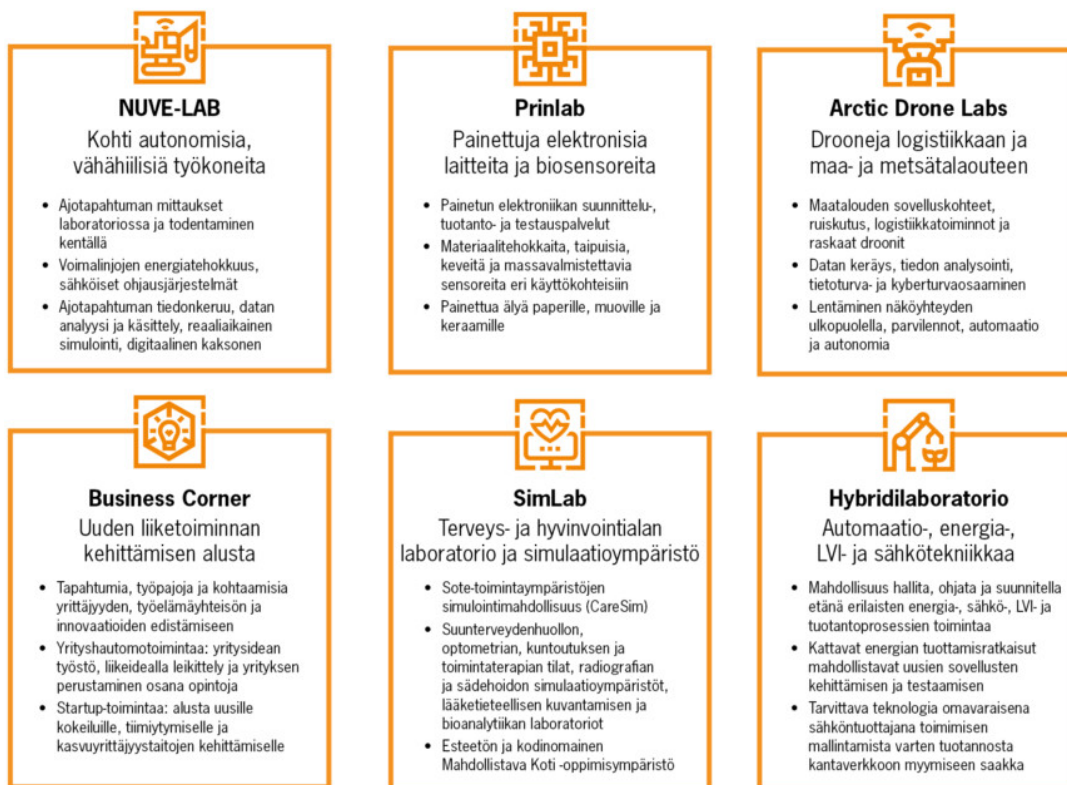 NUVE-LAB
Kohti autonomisia,
vähähiilisiä työkoneita
• Ajotapahtuman mittaukset
laboratoriossa ja todentaminen
kentällä
• Voimalinjojen energiatehokkuus,
sähköiset ohjausjärjestelmät
• Ajotapahtuman tiedonkeruu, datan
analyysi ja käsittely, reaaliaikainen
simulointi, digitaalinen kaksonen
Prinlab
Painettuja elektronisia
laitteita ja biosensoreita
• Painetun elektroniikan suunnittelu-,
tuotanto- ja testauspalvelut
• Materiaalitehokkaita, taipuisia,
keveitä ja massavalmistettavia
sensoreita eri käyttökohteisiin
• Painettua älyä paperille, muoville ja
keraamille
Arctic Drone Labs
Drooneja logistiikkaan ja
maa- ja metsätalaouteen
• Maatalouden sovelluskohteet,
ruiskutus, logistiikkatoiminnot ja
raskaat droonit
• Datan keräys, tiedon analysointi,
tietoturva- ja kyberturvaosaaminen
• Lentäminen näköyhteyden
ulkopuolella, parvilennot, automaatio
ja autonomia
Business Corner
Uuden liiketoiminnan
kehittämisen alusta
• Tapahtumia, työpajoja ja kohtaamisia
yrittäjyyden, työelämäyhteisön ja
innovaatioiden edistämiseen
• Yrityshautomotoimintaa: yritysidean
työstö, liikeidealla leikittely ja yrityksen
perustaminen osana opintoja
• Startup-toimintaa: alusta uusille
kokeiluille, tiimiytymiselle ja
kasvuyrittäjyystaitojen kehittämiselle
SimLab
Terveys- ja hyvinvointialan
laboratorio ja simulaatioympäristö
• Sote-toimintaympäristöjen
simulointimahdollisuus (CareSim)
• Suunterveydenhuollon,
optometrian, kuntoutuksen ja
toimintaterapian tilat, radiografian
ja sädehoidon simulaatioympäristöt,
lääketieteellisen kuvantamisen ja
bioanalytiikan laboratoriot
• Esteetön ja kodinomainen
Mahdollistava Koti -oppimisympäristö
Hybridilaboratorio
Automaatio-, energia-,
LVI- ja sähkötekniikkaa
• Mahdollisuus hallita, ohjata ja suunnitella
etänä erilaisten energia-, sähkö-, LVI- ja
tuotantoprosessien toimintaa
• Kattavat energian tuottamisratkaisut
mahdollistavat uusien sovellusten
kehittämisen ja testaamisen
• Tarvittava teknologia omavaraisena
sähköntuottajana toimimisen
mallintamista varten tuotannosta
kantaverkkoon myymiseen saakka